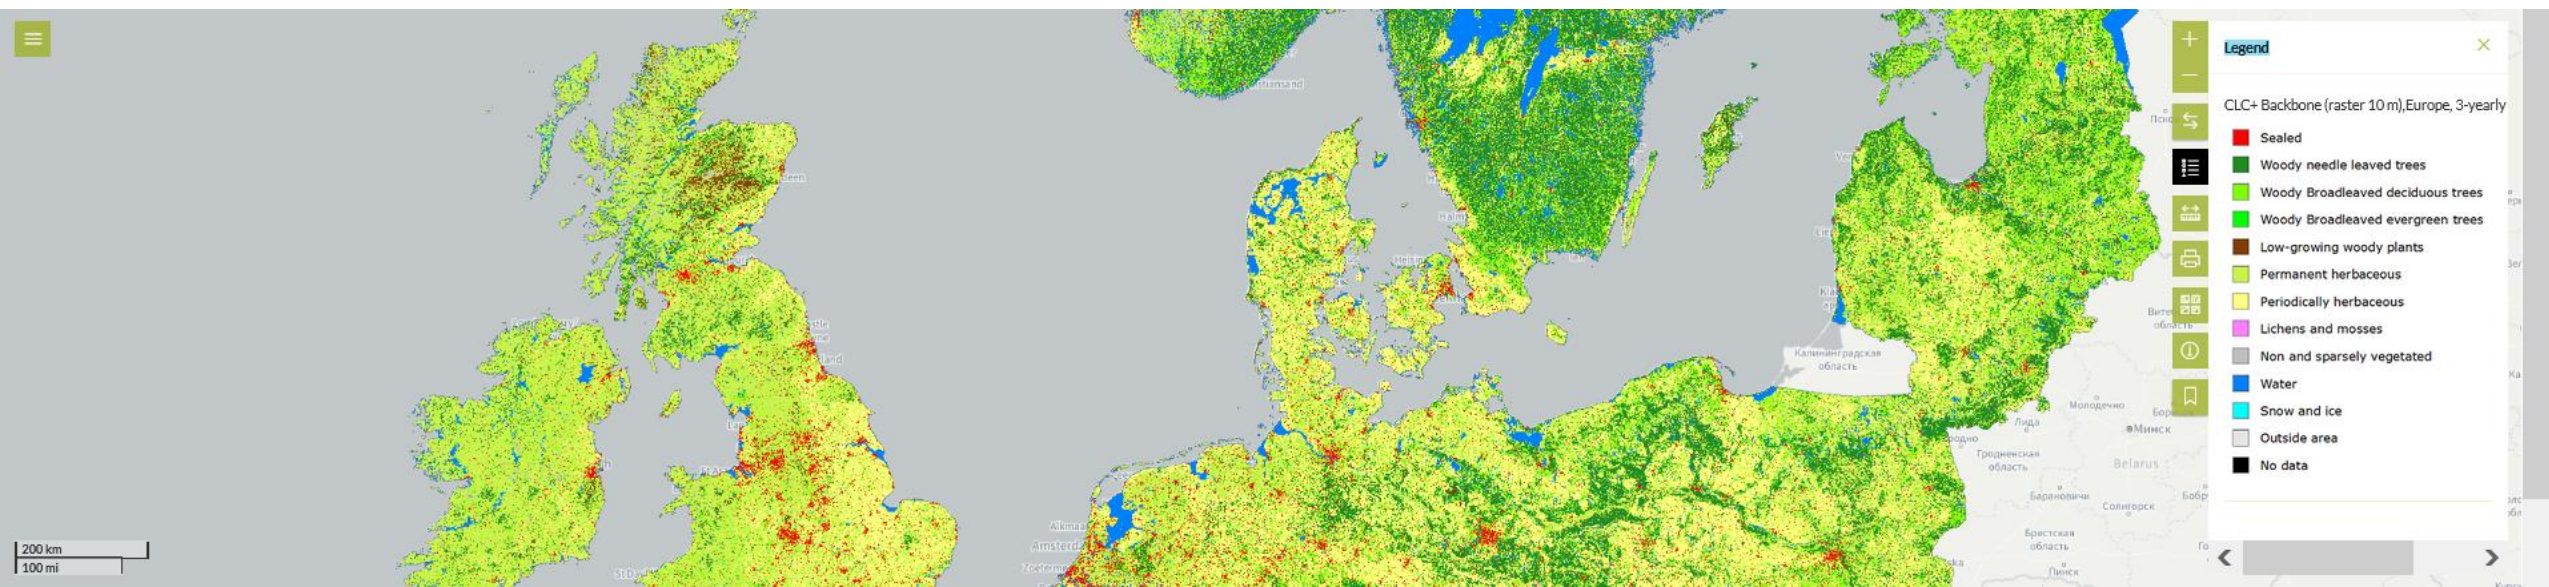 Legend
CLC+ Backbone (raster 10 m),Europe, 3-yearly
Sealed
Woody needle leaved trees
Woody Broadleaved deciduous trees
Woody Broadleaved evergreen trees
Low-growing woody plants
Permanent herbaceous
Periodically herbaceous
Lichens and mosses
Non and sparsely vegetated
Water
Snow and ice
Outside area
No data
Калининградская
область
Молодечно
Минск
Лида
Гродненская
область
Belarus
Барановичи
Солигорск
Брестская
область
Пинск
200 km
100 mi